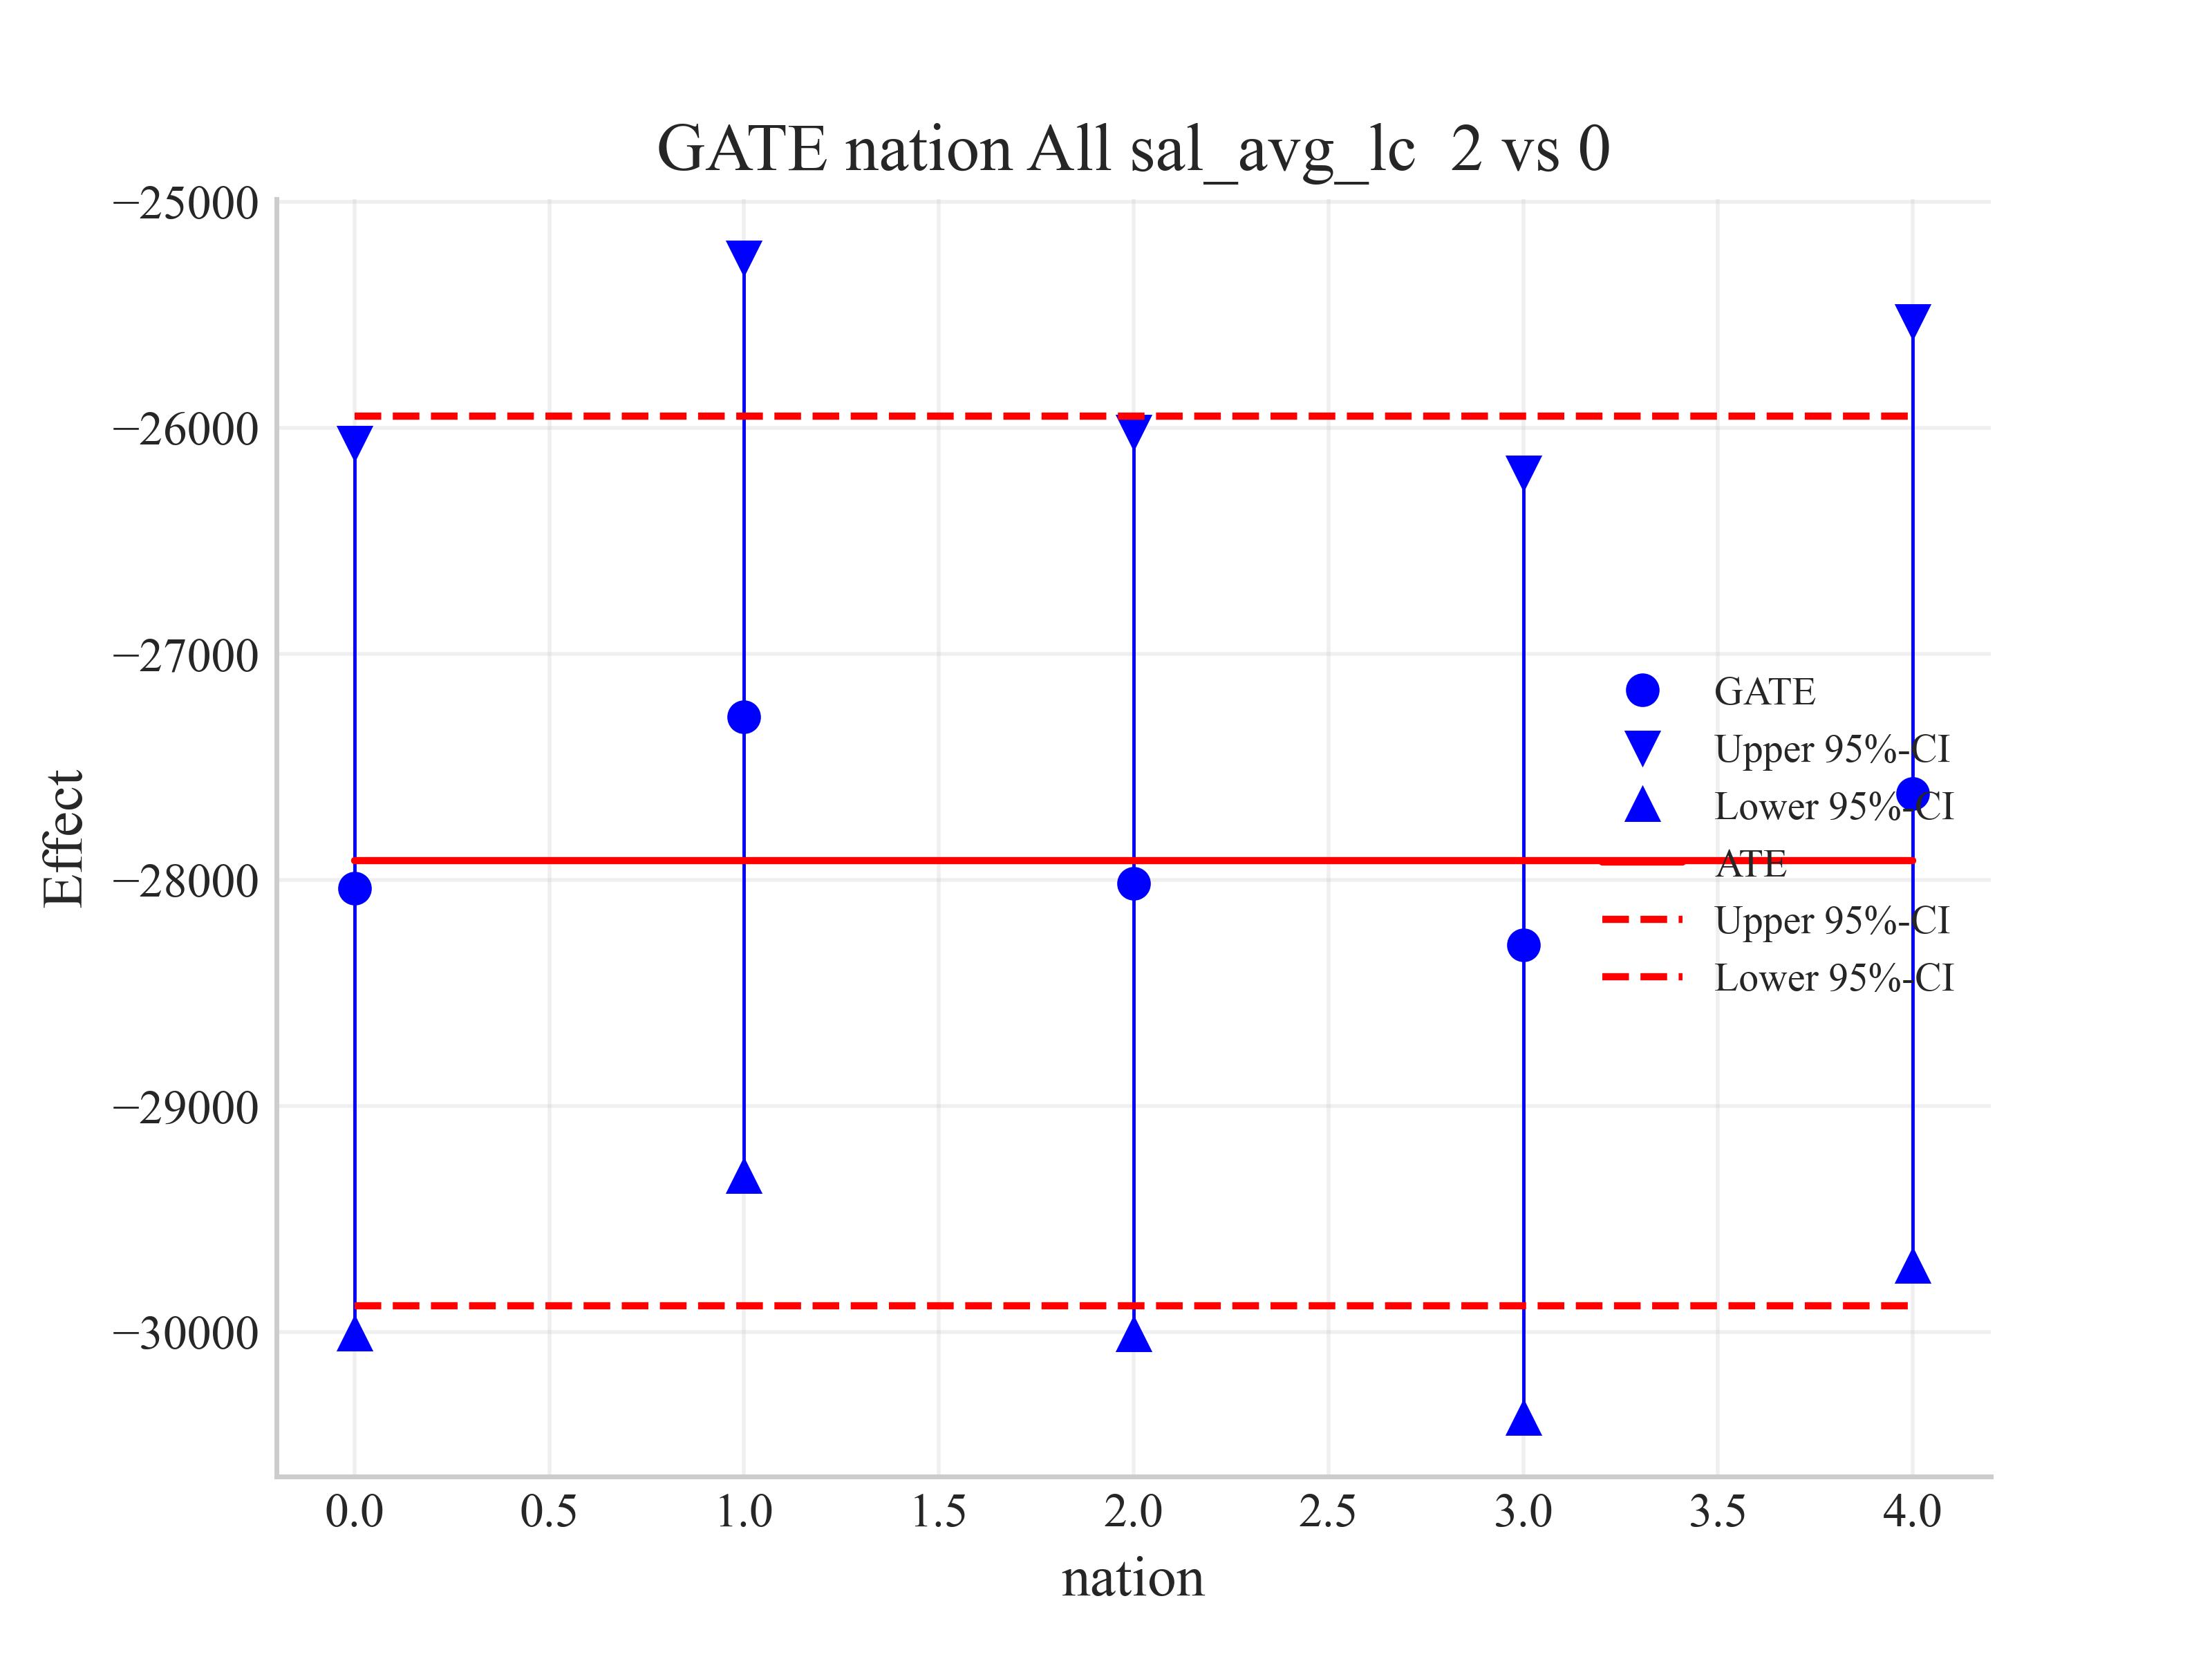 GATE nation All sal_avg_lc  2 vs 0
Effect
−25000
−26000
−27000
−28000
−29000
−30000
GATE
Upper 95%-CI
Lower 95%-CI
ATE
Upper 95%-CI
Lower 95%-CI
0.0 0.5 1.0 1.5 2.0 2.5 3.0 3.5 4.0
nation